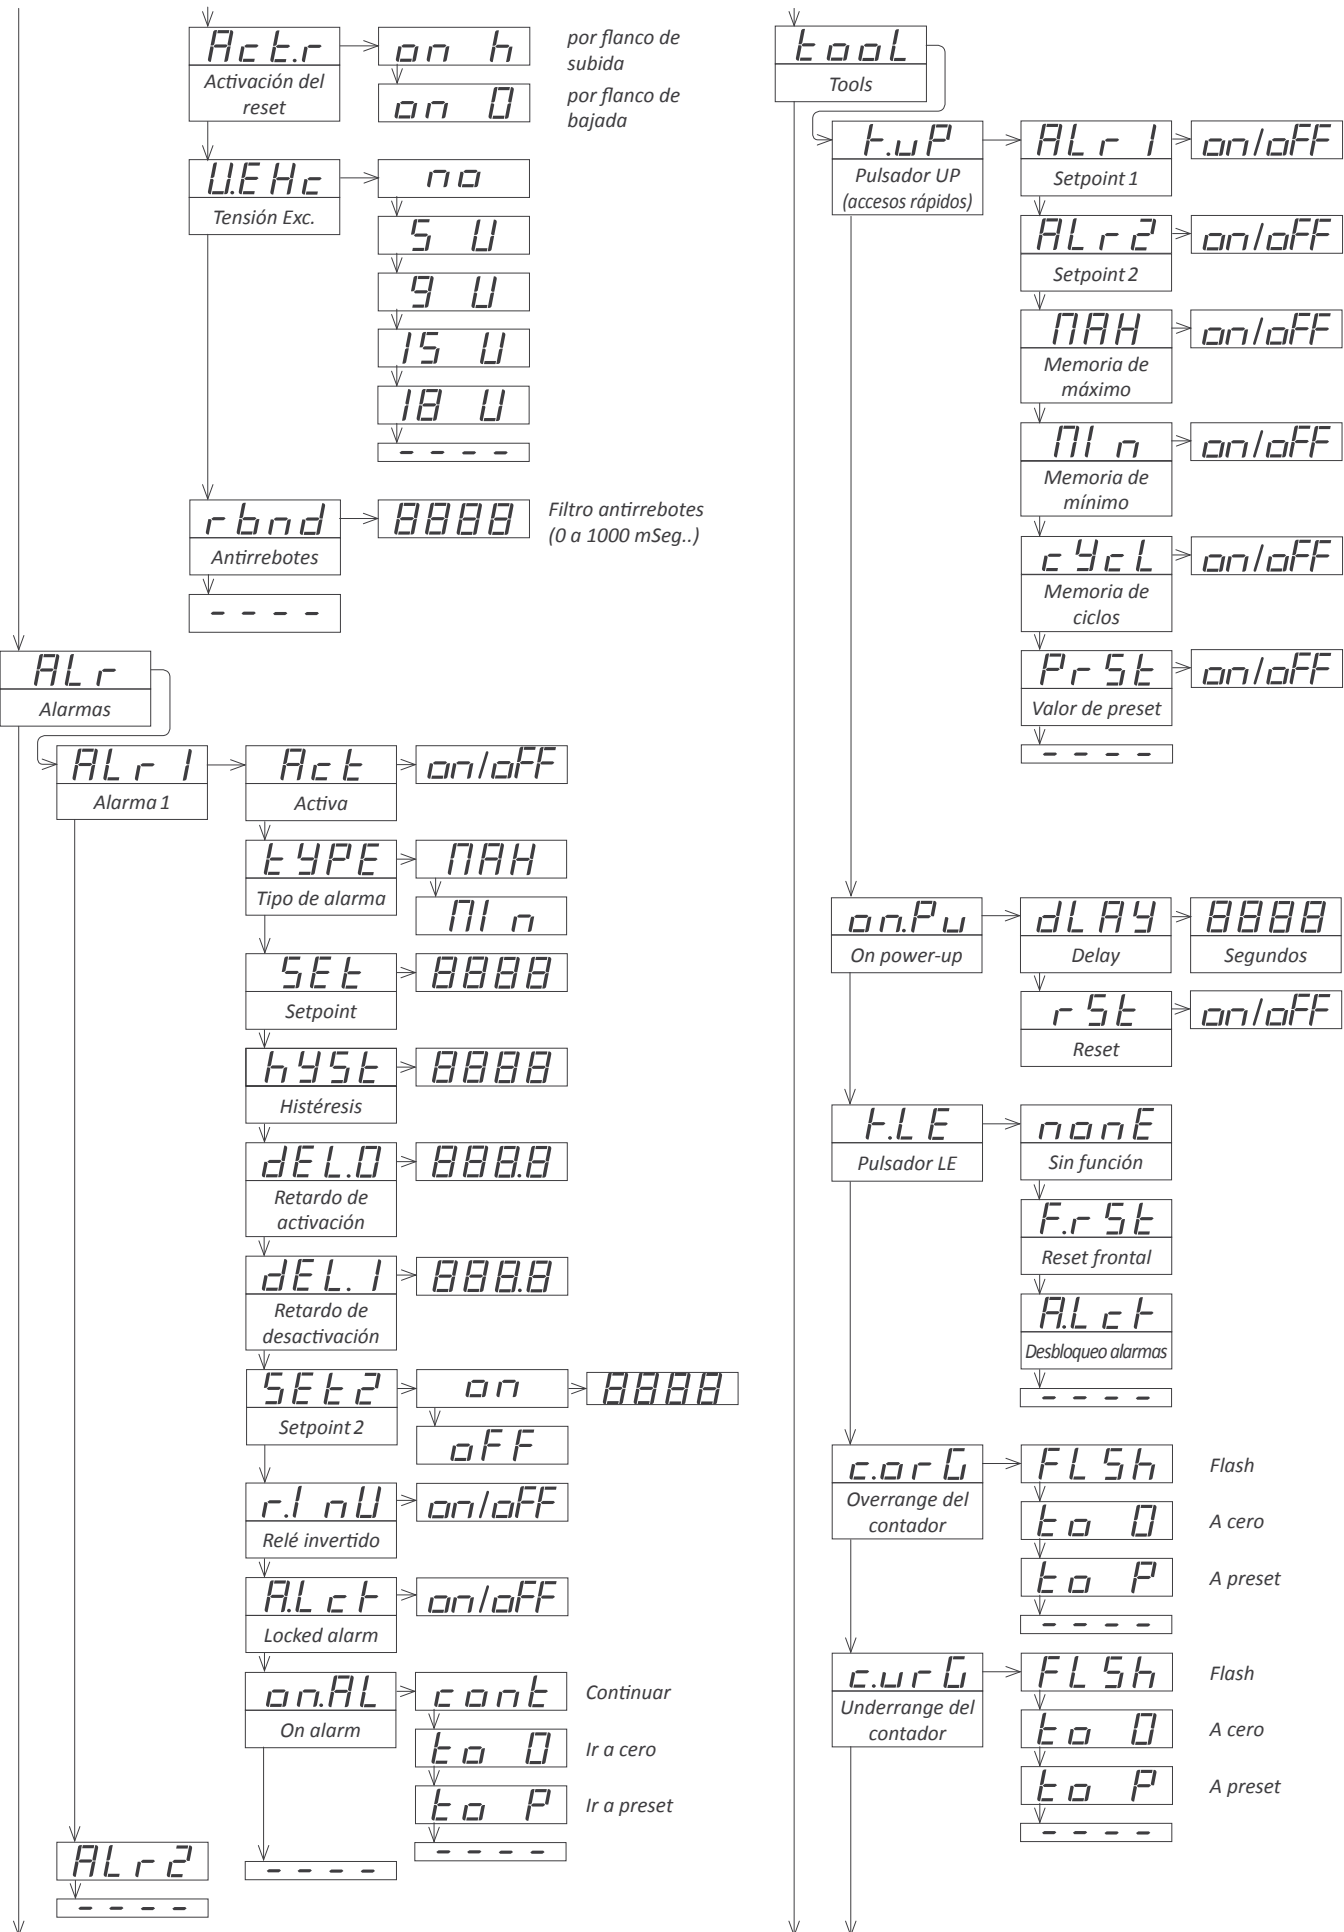 Act.r
Activación del
reset
on h
por flanco de
subida
on 0
por flanco de
bajada
V.EHc
Tensión Exc.
no
5 V
9 V
15 V
18 V
- - - -
rbnd
Antirrebotes
8888
Filtro antirrebotes
(0 a 1000 mSeg..)
- - - -
ALr
Alarmas
ALr1
Alarma 1
Act
Activa
on/oFF
tYPE
Tipo de alarma
MAH
MIn
SEt
Setpoint
8888
hYSt
Histéresis
8888
dEL.0
Retardo de
activación
888.8
dEL.1
Retardo de
desactivación
888.8
SEt2
Setpoint 2
on
8888
oFF
r.InV
Relé invertido
on/oFF
A.Lck
Locked alarm
on/oFF
on.AL
On alarm
cont
Continuar
to 0
Ir a cero
to P
Ir a preset
- - - -
- - - -
ALr2
- - - -
tooL
Tools
k.uP
Pulsador UP
(accesos rápidos)
ALr1
Setpoint 1
on/oFF
ALr2
Setpoint 2
on/oFF
MAH
Memoria de
máximo
on/oFF
MIn
Memoria de
mínimo
on/oFF
cYcL
Memoria de
ciclos
on/oFF
PrSt
Valor de preset
on/oFF
- - - -
on.Pu
On power-up
dLAY
Delay
8888
Segundos
rSt
Reset
on/oFF
k.LE
Pulsador LE
nonE
Sin función
F.rSt
Reset frontal
A.Lck
Desbloqueo alarmas
- - - -
c.orG
Overrange del
contador
FLSh
Flash
to 0
A cero
to P
A preset
- - - -
c.urG
Underrange del
contador
FLSh
Flash
to 0
A cero
to P
A preset
- - - -